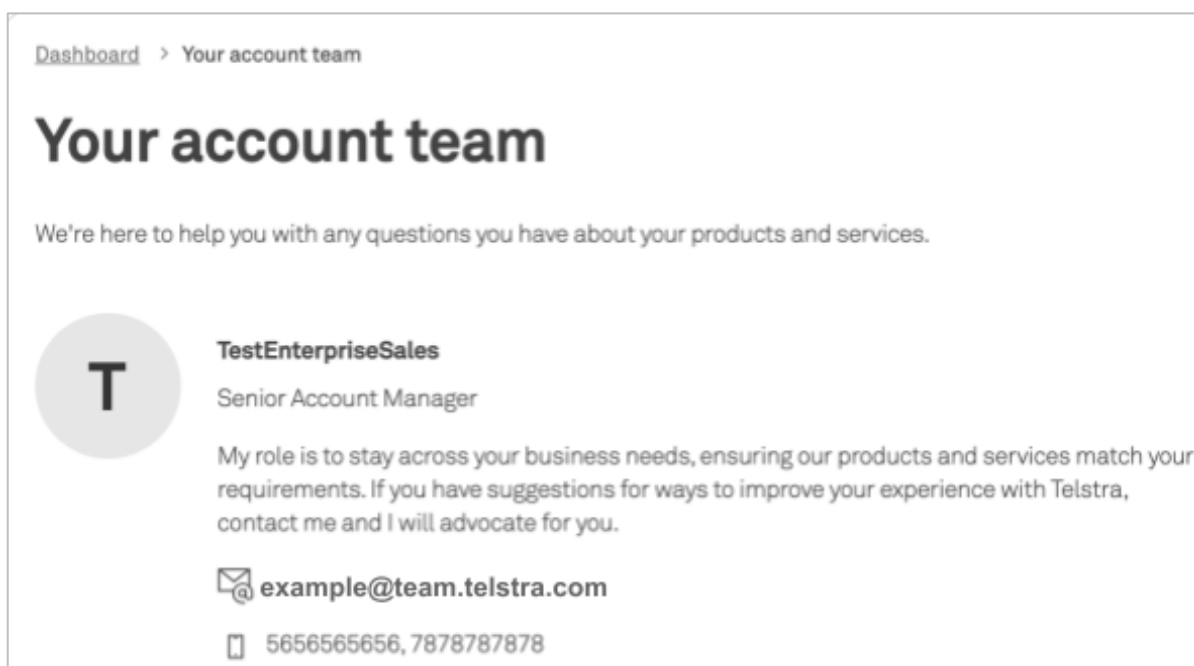 Dashboard > Your account team
Your account team
We're here to help you with any questions you have about your products and services.
T
TestEnterpriseSales
Senior Account Manager
My role is to stay across your business needs, ensuring our products and services match your
requirements. If you have suggestions for ways to improve your experience with Telstra,
contact me and I will advocate for you.
example@team.telstra.com
5656565656, 7878787878